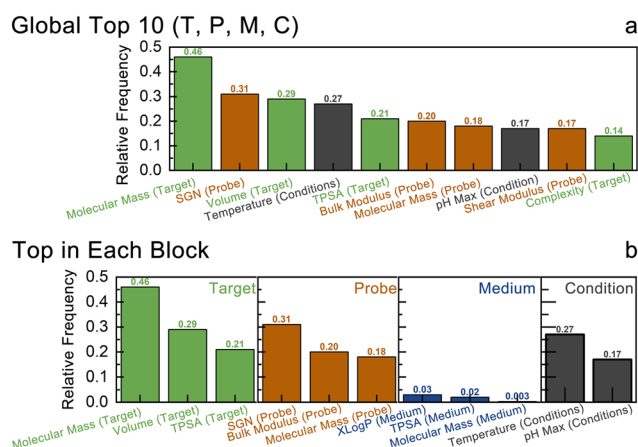 Global Top 10 (T, P, M, C)
a
Relative Frequency
0.5
0.4
0.3
0.2
0.1
0.0
0.46
0.31
0.29
0.27
0.21
0.20
0.18
0.17
0.17
0.14
Molecular Mass (Target)
SGN (Probe)
Volume (Target)
Temperature (Conditions)
TPSA (Target)
Bulk Modulus (Probe)
Molecular Mass (Probe)
pH Max (Condition)
Shear Modulus (Probe)
Complexity (Target)
Top in Each Block
b
Relative Frequency
0.5
0.4
0.3
0.2
0.1
0.0
Target
0.46
0.29
0.21
Molecular Mass (Target)
Volume (Target)
TPSA (Target)
Probe
0.31
0.20
0.18
SGN (Probe)
Bulk Modulus (Probe)
Molecular Mass (Probe)
Medium
0.03
0.02
0.003
XLogP (Medium)
TPSA (Medium)
Molecular Mass (Medium)
Condition
0.27
0.17
Temperature (Conditions)
pH Max (Conditions)